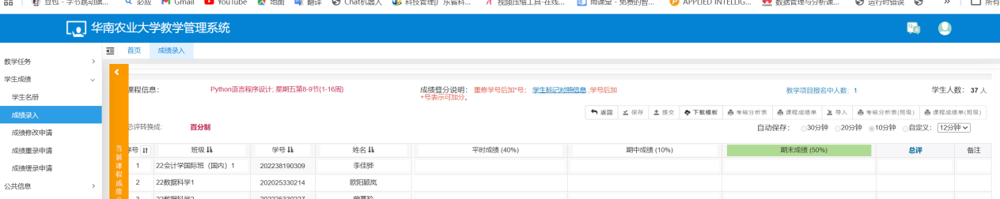 豆包 - 字节跳动旗...
必应
Gmail
YouTube
地图
翻译
Chat机器人
科技管理|广东省科...
视频压缩工具-在线...
雨课堂 - 免费的智...
APPLIED INTELLIG...
数据管理与分析课...
运行时错误
»
所有
华南农业大学教学管理系统
首页 成绩录入
教学任务
学生成绩
学生名册
成绩录入
成绩修改申请
成绩重录申请
成绩缓录申请
公共信息
当前课程成绩
课程信息: Python语言程序设计; 星期五第8-9节(1-16周)
成绩登分说明: 重修学号后加*号; 学生标记对照信息 ;学号后加
+号表示可加分。
教学项目报名中人数: 1
学生人数: 37 人
返回 保存 提交 下载模板 考核分析表 课程成绩单 导入 考核分析表(班级) 课程成绩单(班级)
总评转换成: 百分制
自动保存: 30分钟 20分钟 10分钟 自定义: 12分钟
序号 班级 学号 姓名 平时成绩 (40%) 期中成绩 (10%) 期末成绩 (50%) 总评 备注
1 22会计学国际班(国内)1 202238190309 李佳骅
2 22数据科学1 202025330214 欧阳颖岚
3 22数据科学2 202225330227